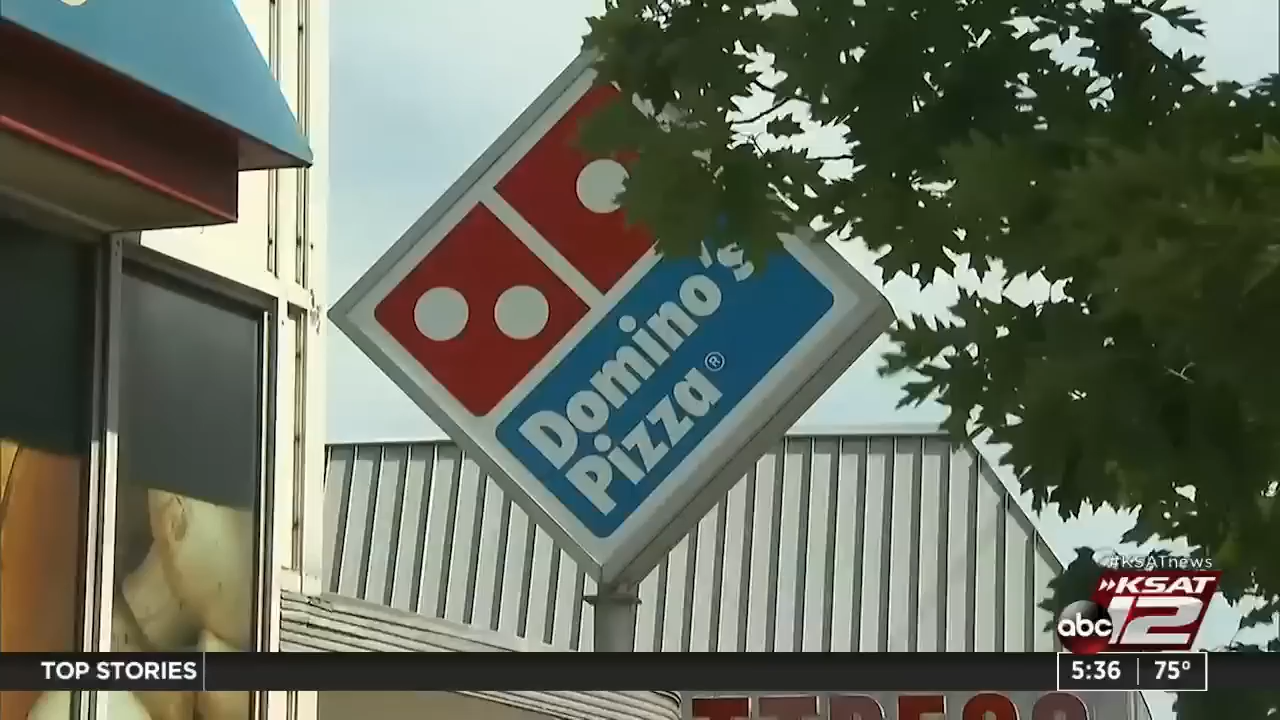 Domino's
Pizza®
#KSATnews
KSAT
abc 12
TOP STORIES
5:36 75°